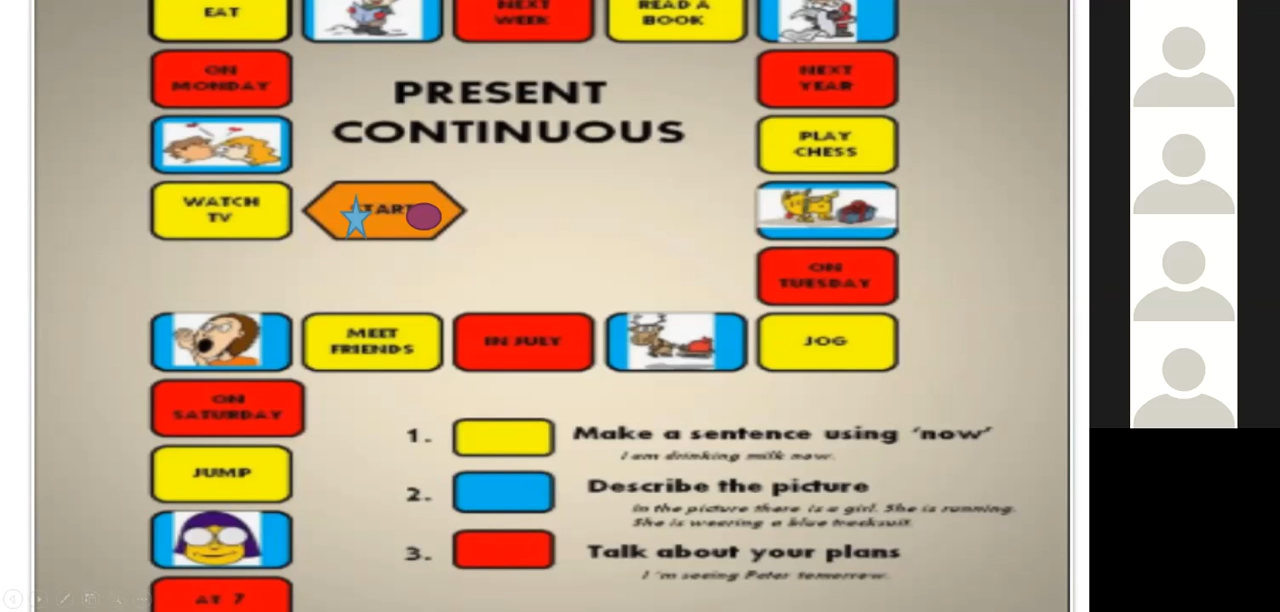 EAT
NEXT
WEEK
READ A
BOOK
ON
MONDAY
PRESENT
CONTINUOUS
NEXT
YEAR
PLAY
CHESS
WATCH
TV
START
ON
TUESDAY
MEET
FRIENDS
IN JULY
JOG
ON
SATURDAY
1.
Make a sentence using 'now'
I am drinking milk now.
JUMP
2.
Describe the picture
In the picture there is a girl. She is running.
She is wearing a blue tracksuit.
3.
Talk about your plans
I 'm seeing Peter tomorrow.
AT 7